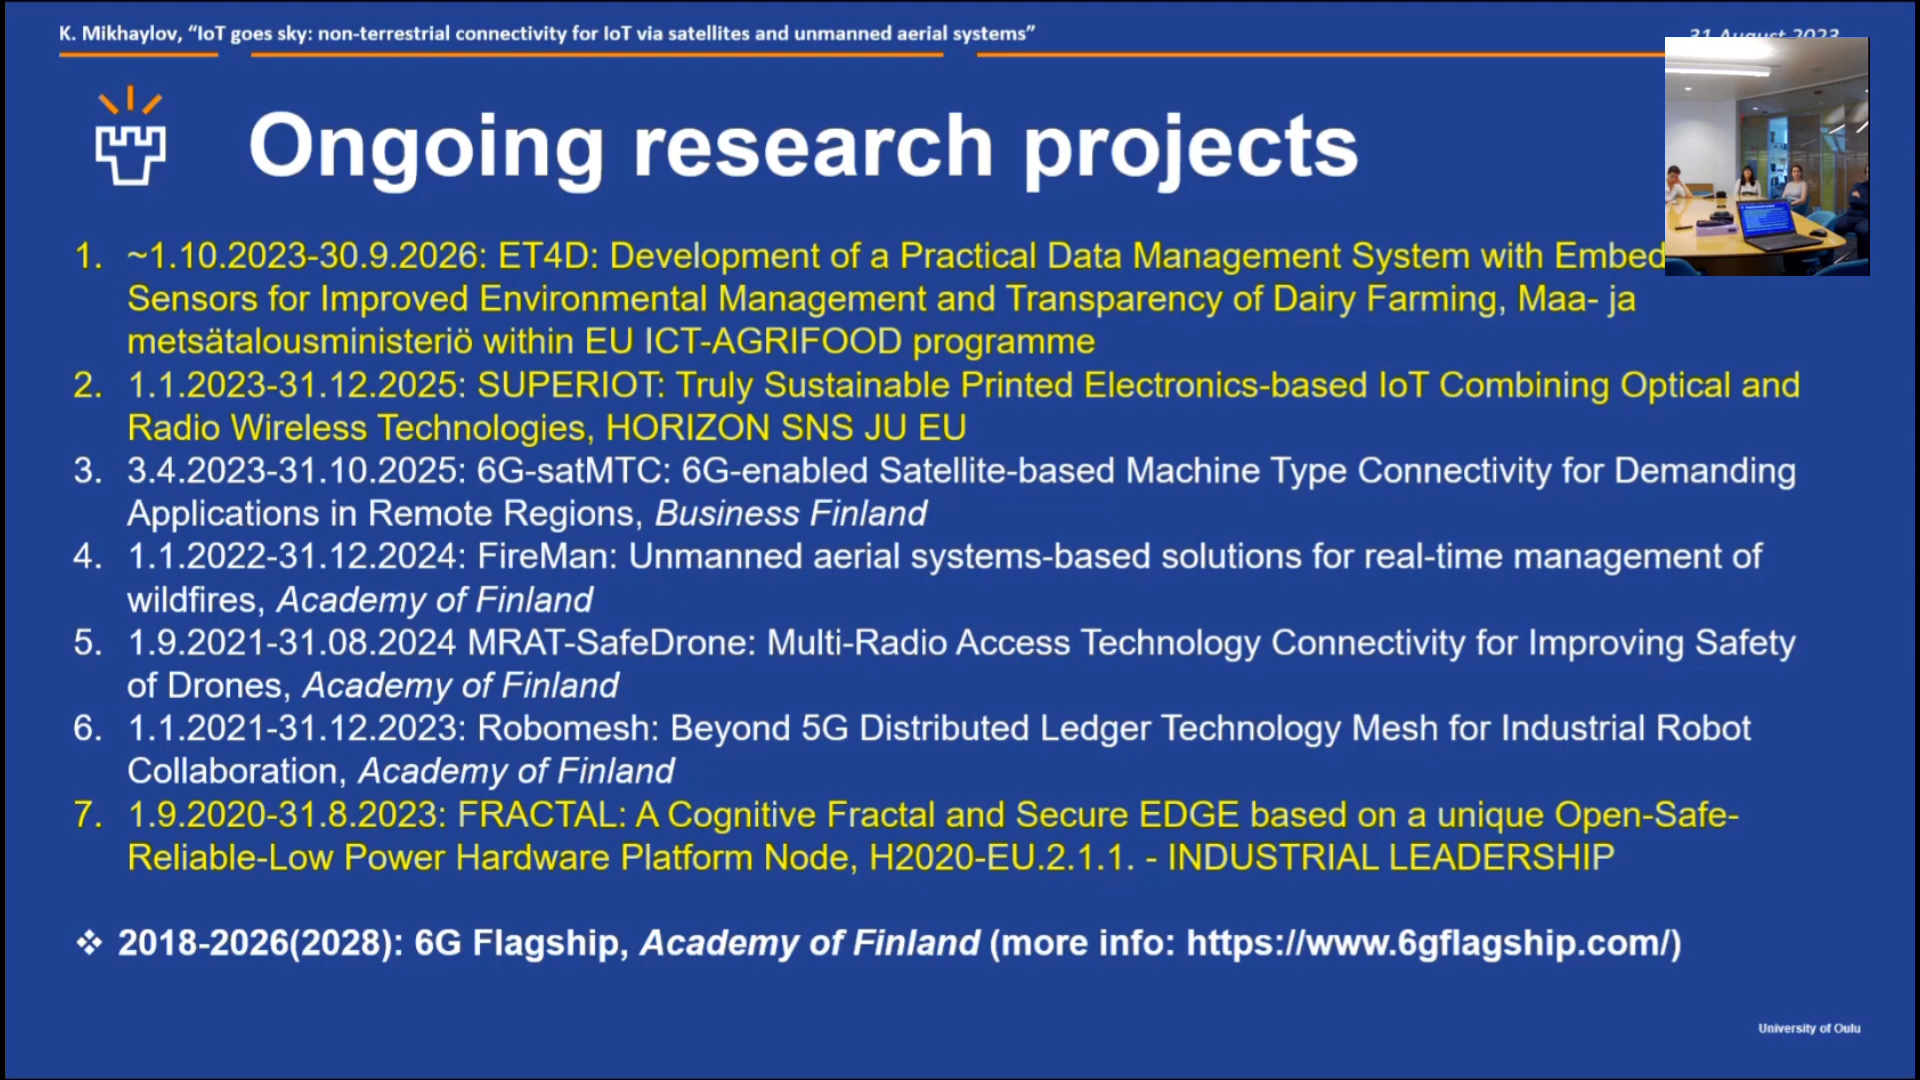 K. Mikhaylov, “IoT goes sky: non-terrestrial connectivity for IoT via satellites and unmanned aerial systems”
31 August 2023
Ongoing research projects
1. ~1.10.2023-30.9.2026: ET4D: Development of a Practical Data Management System with Embed
Sensors for Improved Environmental Management and Transparency of Dairy Farming, Maa- ja
metsätalousministeriö within EU ICT-AGRIFOOD programme
2. 1.1.2023-31.12.2025: SUPERIOT: Truly Sustainable Printed Electronics-based IoT Combining Optical and
Radio Wireless Technologies, HORIZON SNS JU EU
3. 3.4.2023-31.10.2025: 6G-satMTC: 6G-enabled Satellite-based Machine Type Connectivity for Demanding
Applications in Remote Regions, Business Finland
4. 1.1.2022-31.12.2024: FireMan: Unmanned aerial systems-based solutions for real-time management of
wildfires, Academy of Finland
5. 1.9.2021-31.08.2024 MRAT-SafeDrone: Multi-Radio Access Technology Connectivity for Improving Safety
of Drones, Academy of Finland
6. 1.1.2021-31.12.2023: Robomesh: Beyond 5G Distributed Ledger Technology Mesh for Industrial Robot
Collaboration, Academy of Finland
7. 1.9.2020-31.8.2023: FRACTAL: A Cognitive Fractal and Secure EDGE based on a unique Open-Safe-
Reliable-Low Power Hardware Platform Node, H2020-EU.2.1.1. - INDUSTRIAL LEADERSHIP
❖ 2018-2026(2028): 6G Flagship, Academy of Finland (more info: https://www.6gflagship.com/)
University of Oulu